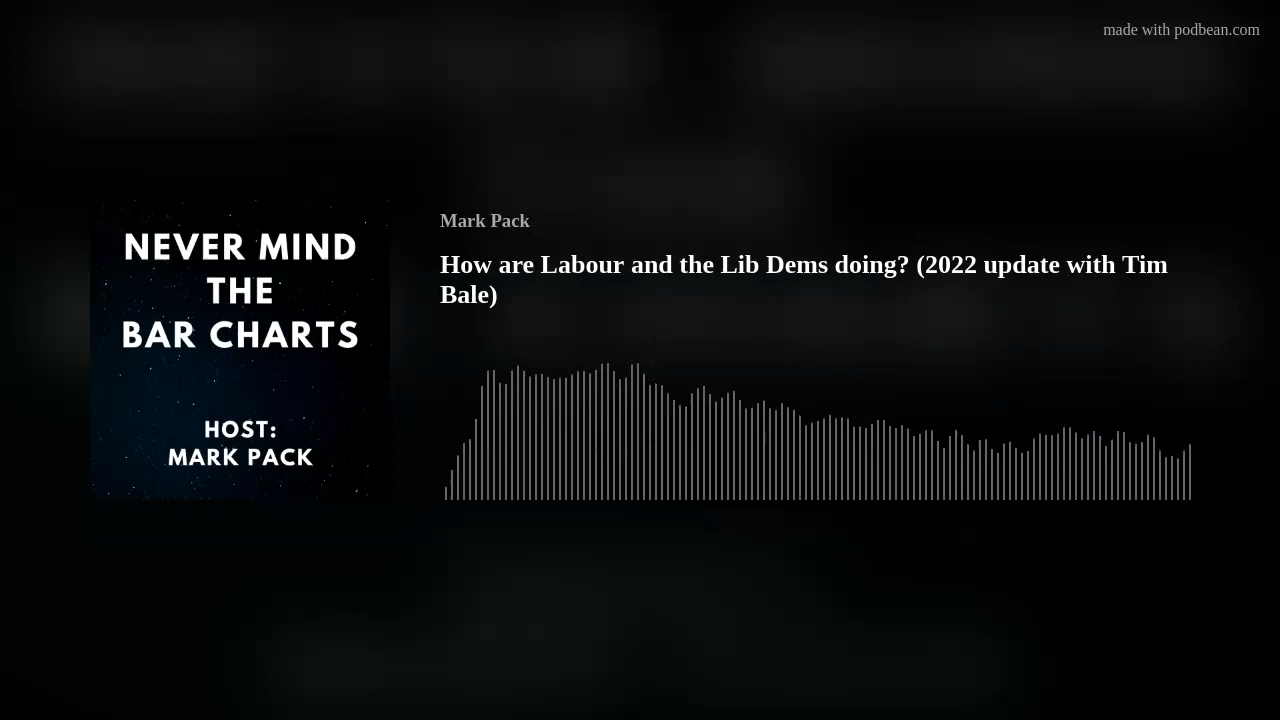 made with podbean.com
NEVER MIND
THE
BAR CHARTS
HOST:
MARK PACK
Mark Pack
How are Labour and the Lib Dems doing? (2022 update with Tim
Bale)